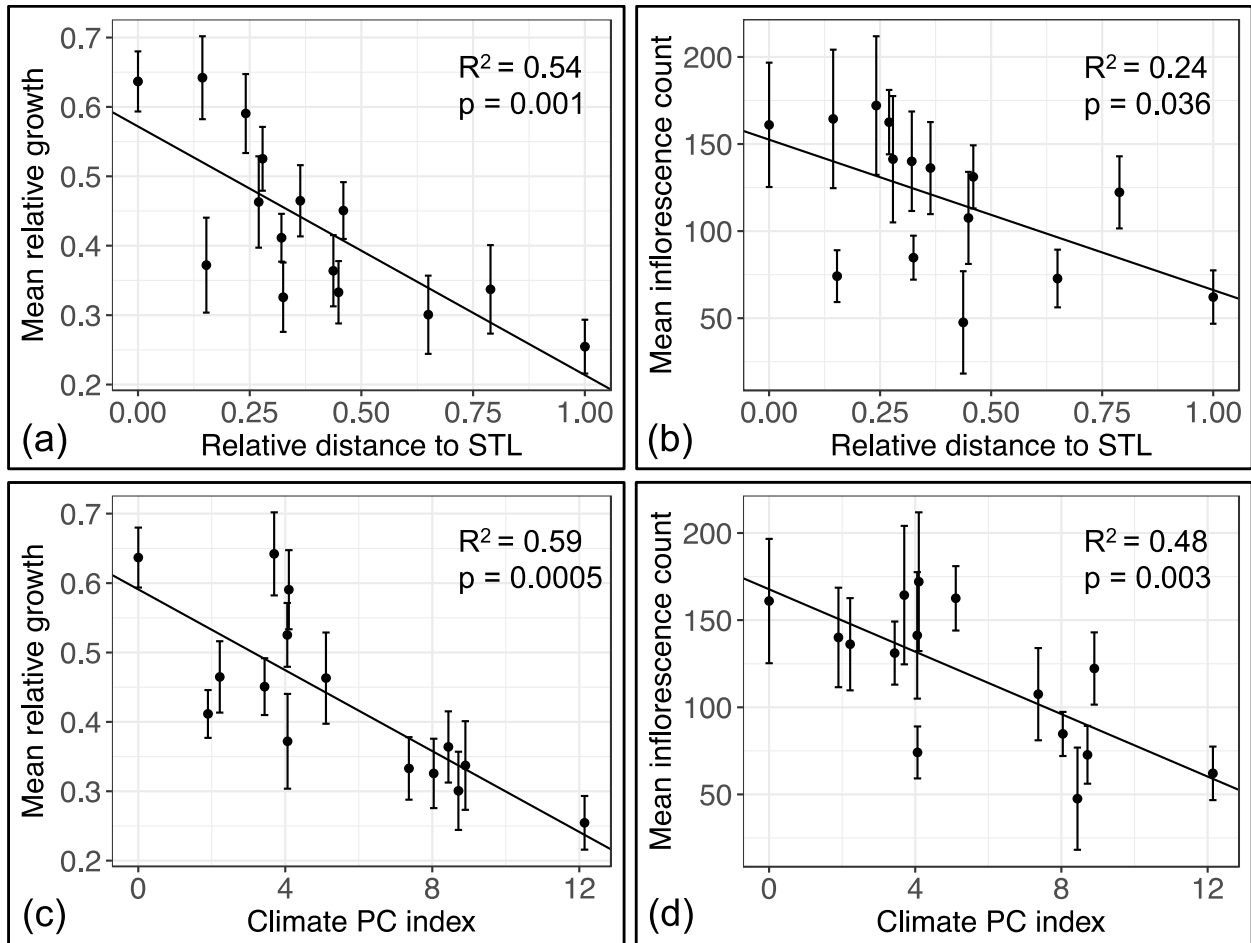 Mean relative growth
0.7
0.6
0.5
0.4
0.3
0.2
R² = 0.54
p = 0.001
0.00 0.25 0.50 0.75 1.00
(a) Relative distance to STL
Mean inflorescence count
200
150
100
50
R² = 0.24
p = 0.036
0.00 0.25 0.50 0.75 1.00
(b) Relative distance to STL
Mean relative growth
0.7
0.6
0.5
0.4
0.3
0.2
R² = 0.59
p = 0.0005
0 4 8 12
(c) Climate PC index
Mean inflorescence count
200
150
100
50
R² = 0.48
p = 0.003
0 4 8 12
(d) Climate PC index